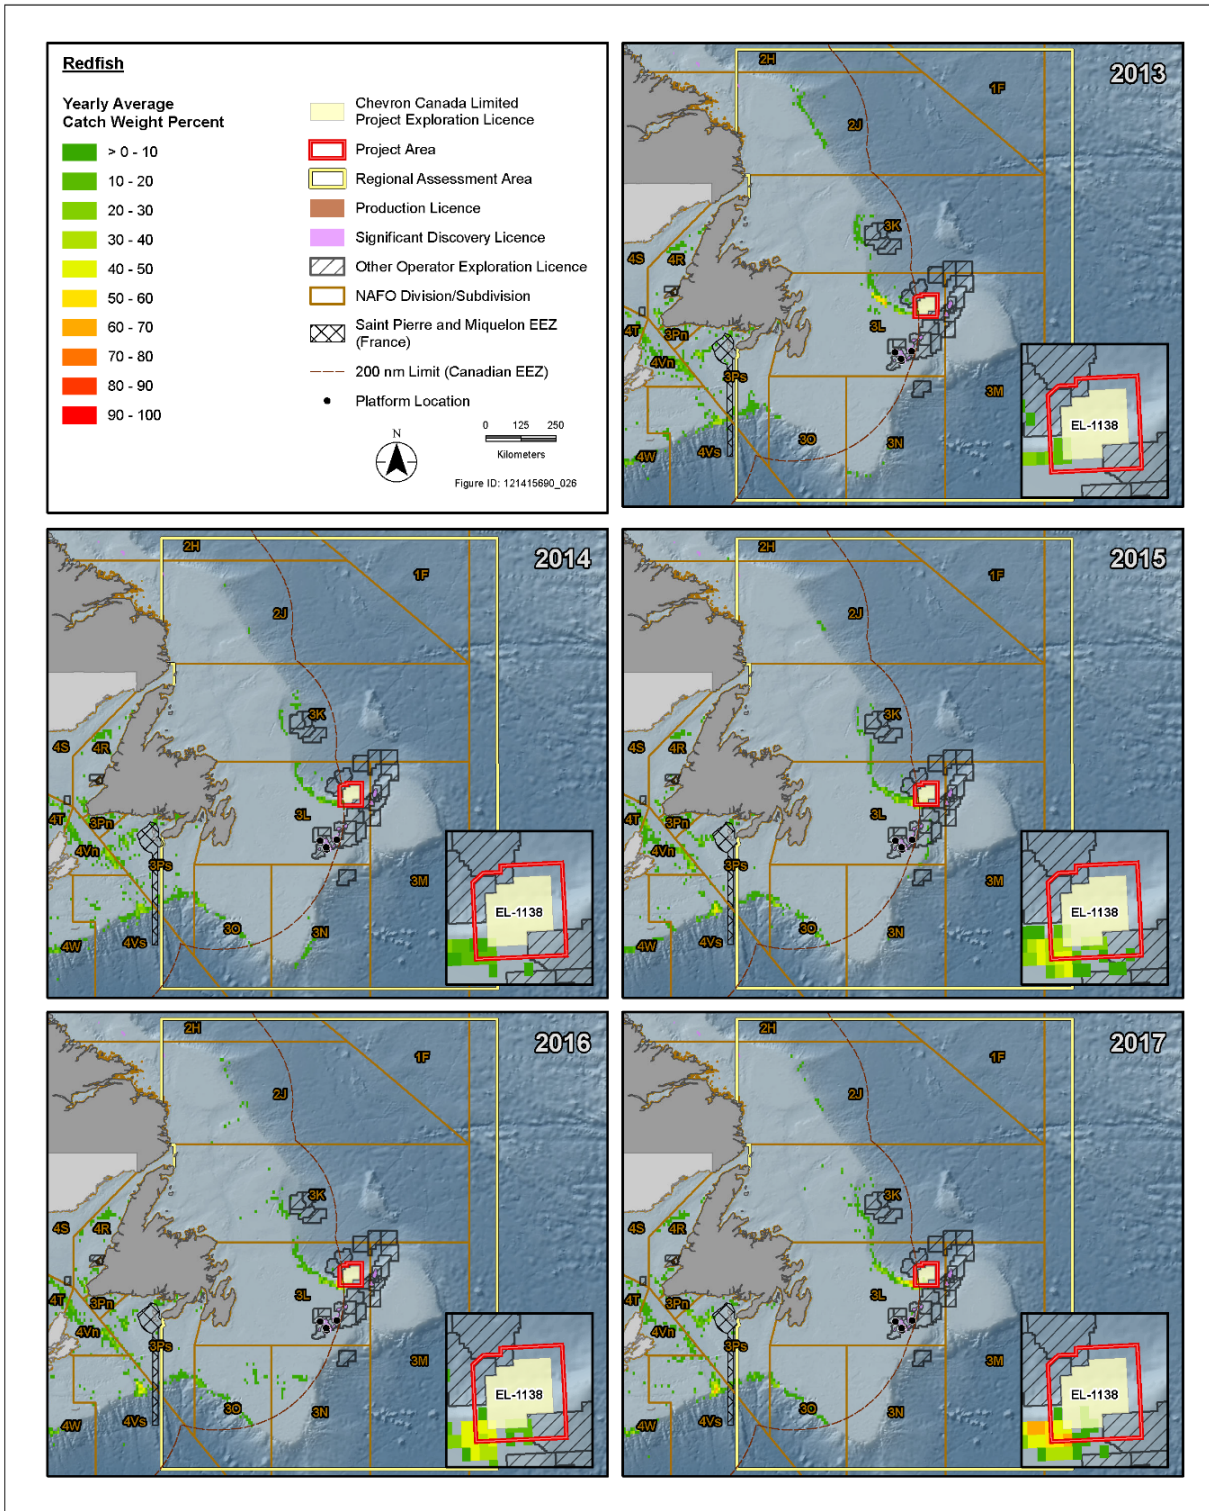 Redfish
Yearly Average
Catch Weight Percent
> 0 - 10
10 - 20
20 - 30
30 - 40
40 - 50
50 - 60
60 - 70
70 - 80
80 - 90
90 - 100
Chevron Canada Limited
Project Exploration Licence
Project Area
Regional Assessment Area
Production Licence
Significant Discovery Licence
Other Operator Exploration Licence
NAFO Division/Subdivision
Saint Pierre and Miquelon EEZ
(France)
200 nm Limit (Canadian EEZ)
Platform Location
N
0 125 250
Kilometers
Figure ID: 121415690_026
2013
2H
1F
2J
3K
4S
4R
3L
4T
3Pn
4Vn
3Ps
3M
3O
3N
4W
4Vs
EL-1138
2014
2H
1F
2J
3K
4S
4R
3L
4T
3Pn
4Vn
3Ps
3M
3O
3N
4W
4Vs
EL-1138
2015
2H
1F
2J
3K
4S
4R
3L
4T
3Pn
4Vn
3Ps
3M
3O
3N
4W
4Vs
EL-1138
2016
2H
1F
2J
3K
4S
4R
3L
4T
3Pn
4Vn
3Ps
3M
3O
3N
4W
4Vs
EL-1138
2017
2H
1F
2J
3K
4S
4R
3L
4T
3Pn
4Vn
3Ps
3M
3O
3N
4W
4Vs
EL-1138